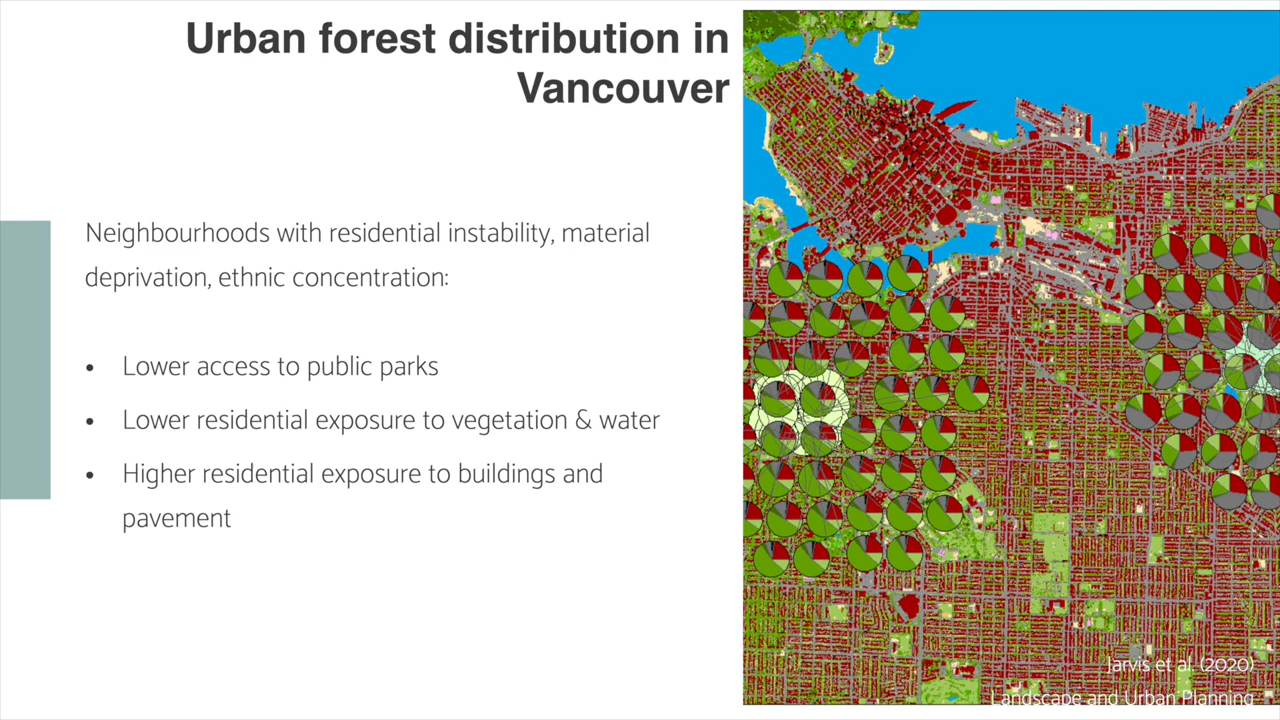 Urban forest distribution in
Vancouver
Neighbourhoods with residential instability, material
deprivation, ethnic concentration:
• Lower access to public parks
• Lower residential exposure to vegetation & water
• Higher residential exposure to buildings and
pavement
Jarvis et al. (2020)
Landscape and Urban Planning